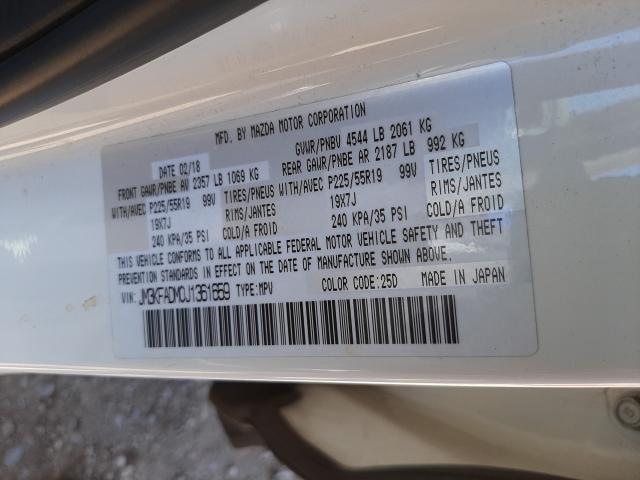 MFD. BY MAZDA MOTOR CORPORATION
DATE 02/18 GVWR/PNBV 4544 LB 2061 KG
FRONT GAWR/PNBE AV 2357 LB 1069 KG REAR GAWR/PNBE AR 2187 LB 992 KG
WITH/AVEC P225/55R19 99V TIRES/PNEUS WITH/AVEC P225/55R19 99V TIRES/PNEUS
19X7J RIMS/JANTES 19X7J RIMS/JANTES
240 KPA/35 PSI COLD/A FROID 240 KPA/35 PSI COLD/A FROID
THIS VEHICLE CONFORMS TO ALL APPLICABLE FEDERAL MOTOR VEHICLE SAFETY AND THEFT
PREVENTION STANDARDS IN EFFECT ON THE DATE OF MANUFACTURE SHOWN ABOVE.
VIN: JM3KFADM0J1361659 TYPE:MPV COLOR CODE:25D MADE IN JAPAN